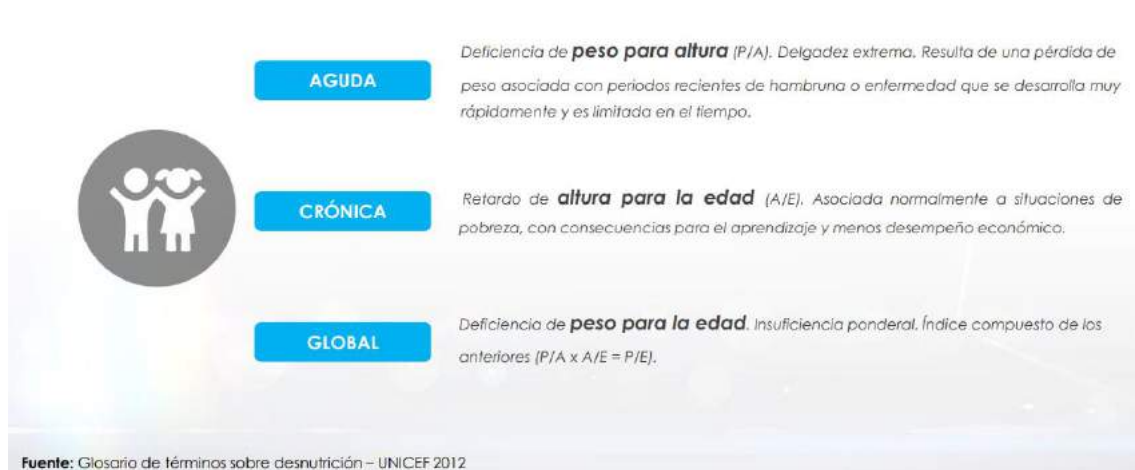 AGUDA
Deficiencia de peso para altura (P/A). Delgadez extrema. Resulta de una pérdida de
peso asociada con periodos recientes de hambruna o enfermedad que se desarrolla muy
rápidamente y es limitada en el tiempo.
CRÓNICA
Retardo de altura para la edad (A/E). Asociada normalmente a situaciones de
pobreza, con consecuencias para el aprendizaje y menos desempeño económico.
GLOBAL
Deficiencia de peso para la edad. Insuficiencia ponderal. Índice compuesto de los
anteriores (P/A x A/E = P/E).
Fuente: Glosario de términos sobre desnutrición – UNICEF 2012